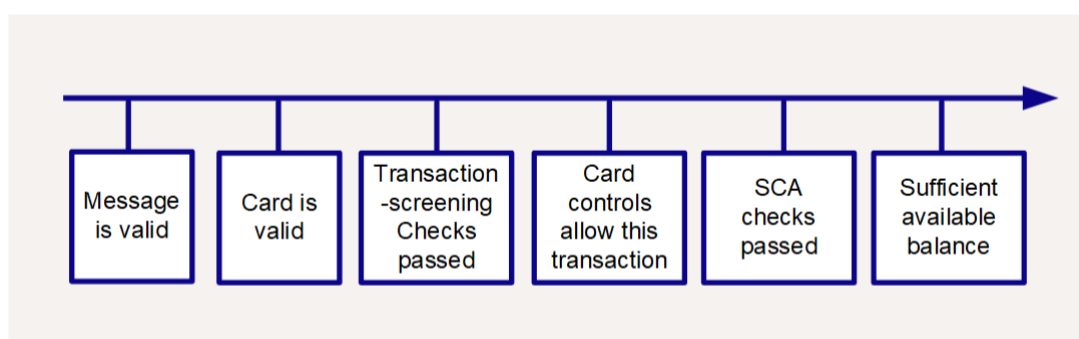 Message
is valid
Card is
valid
Transaction
-screening
Checks
passed
Card
controls
allow this
transaction
SCA
checks
passed
Sufficient
available
balance